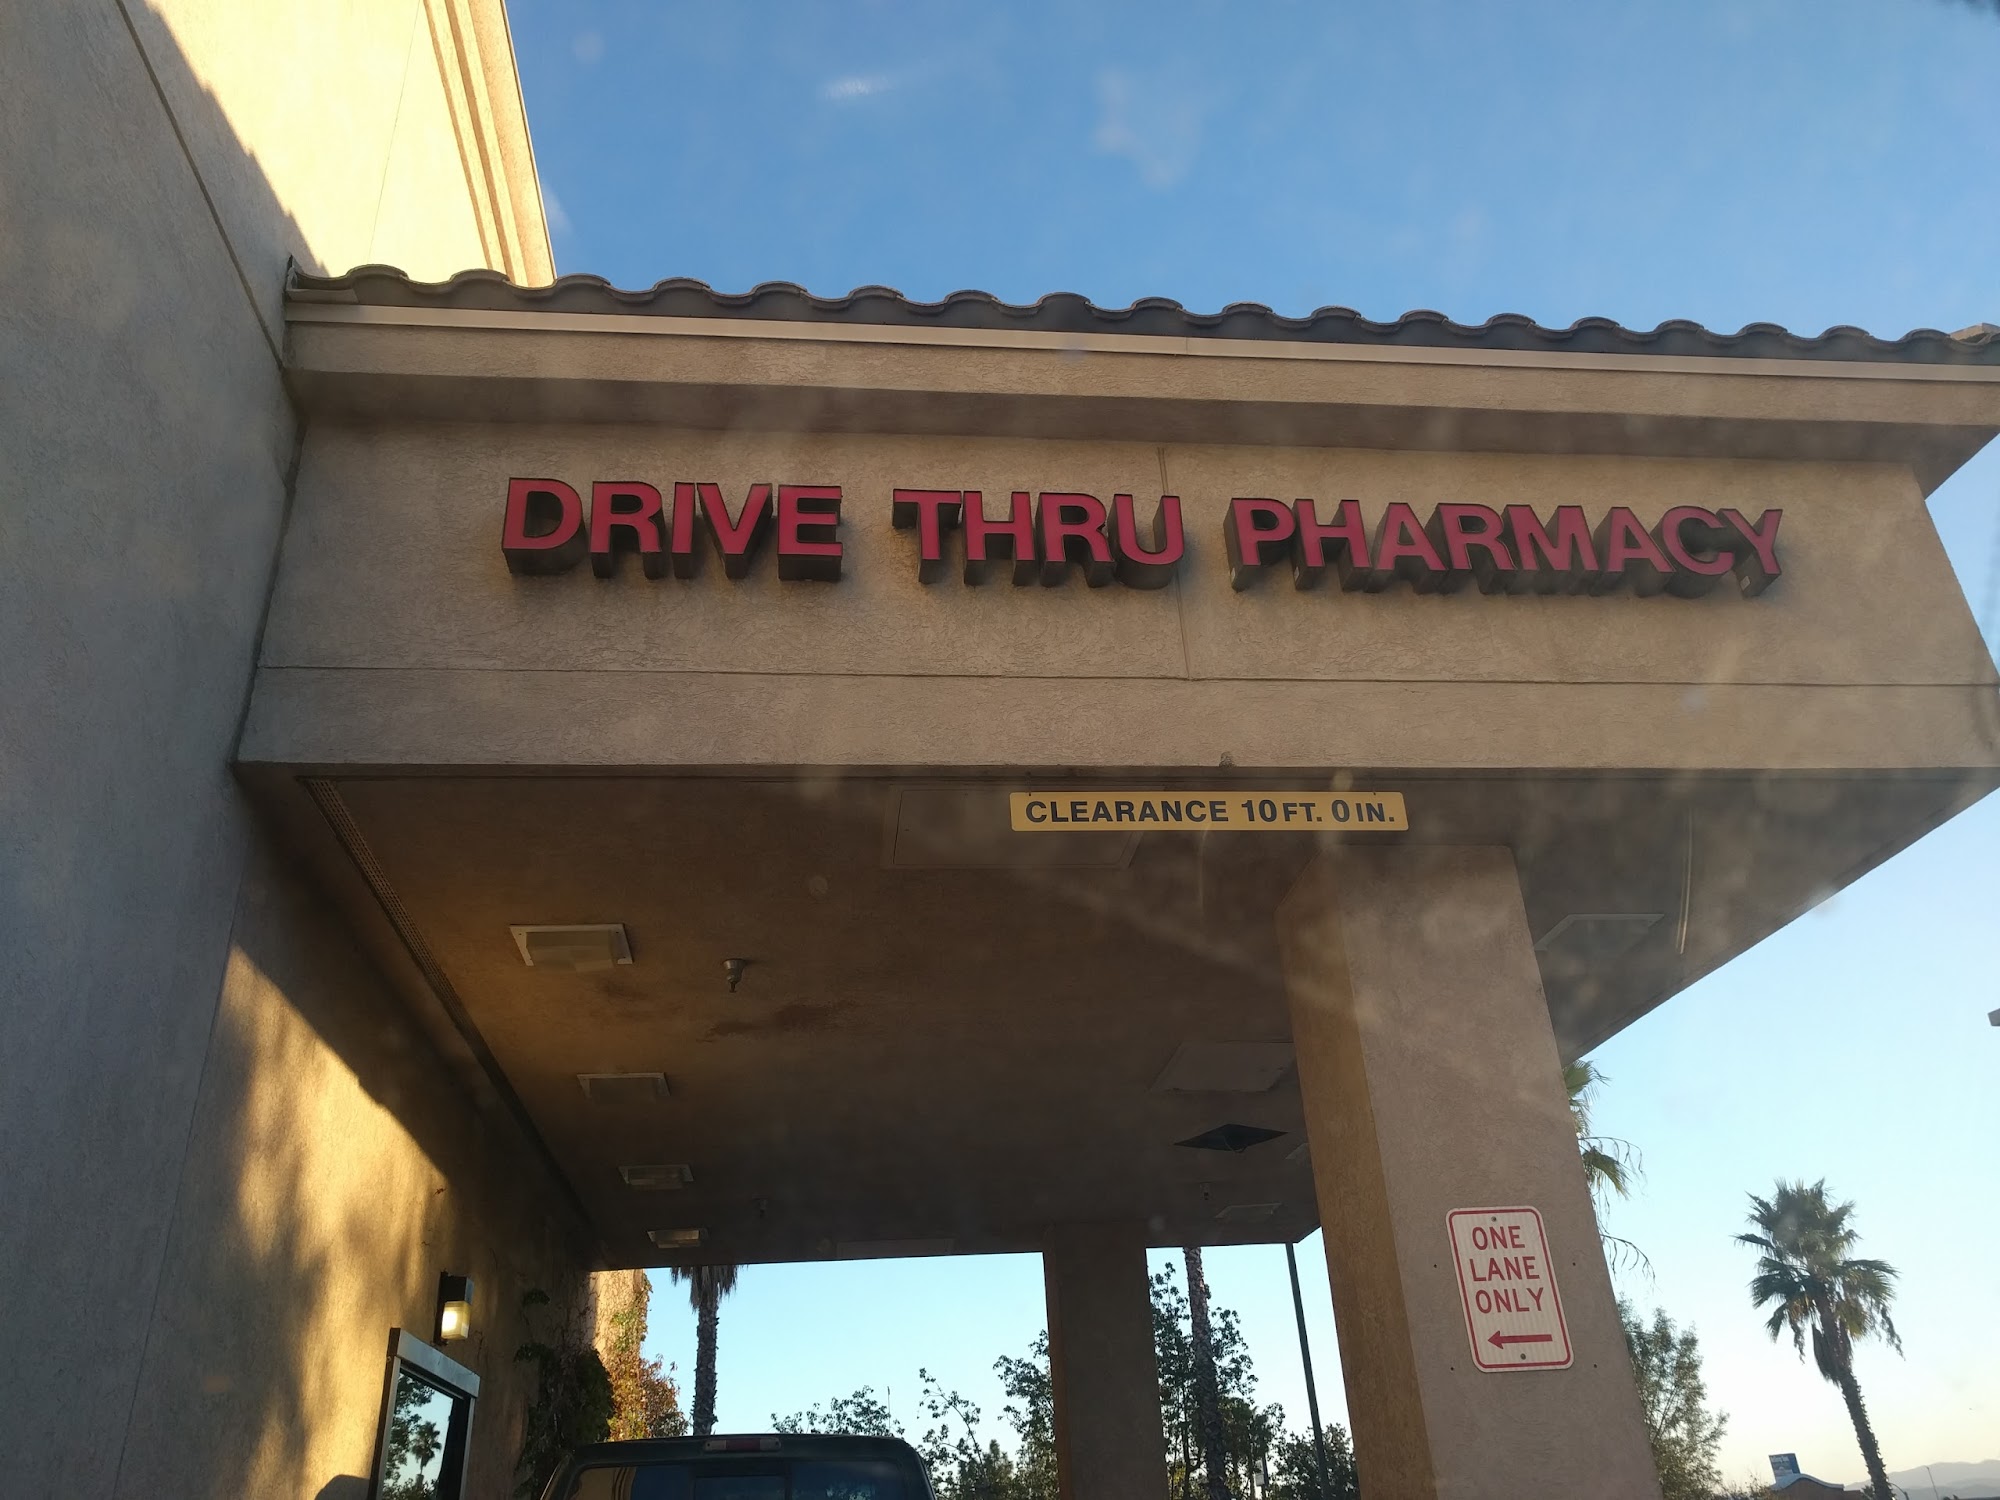 DRIVE THRU PHARMACY
CLEARANCE 10 FT. 0 IN.
ONE
LANE
ONLY